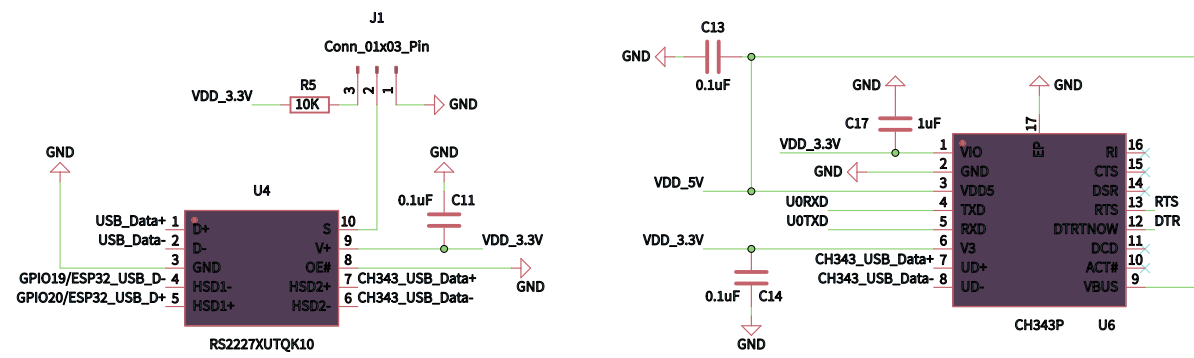 J1
Conn_01x03_Pin
R5
VDD_3.3V
10K
3
2
1
GND
GND
GND
0.1uF
C11
U4
USB_Data+ 1 D+
S 10
USB_Data- 2 D-
V+ 9 VDD_3.3V
3 GND
OE# 8
GND
GPIO19/ESP32_USB_D- 4 HSD1-
HSD2+ 7 CH343_USB_Data+
GPIO20/ESP32_USB_D+ 5 HSD1+
HSD2- 6 CH343_USB_Data-
RS2227XUTQK10
C13
GND
0.1uF
GND
GND
C17
1uF
17
EP
VDD_3.3V 1 VIO
RI 16
GND 2 GND
CTS 15
VDD_5V 3 VDD5
DSR 14
U0RXD 4 TXD
RTS 13 RTS
U0TXD 5 RXD
DTRTNOW 12 DTR
VDD_3.3V 6 V3
DCD 11
CH343_USB_Data+ 7 UD+
ACT# 10
CH343_USB_Data- 8 UD-
VBUS 9
0.1uF
C14
GND
CH343P
U6